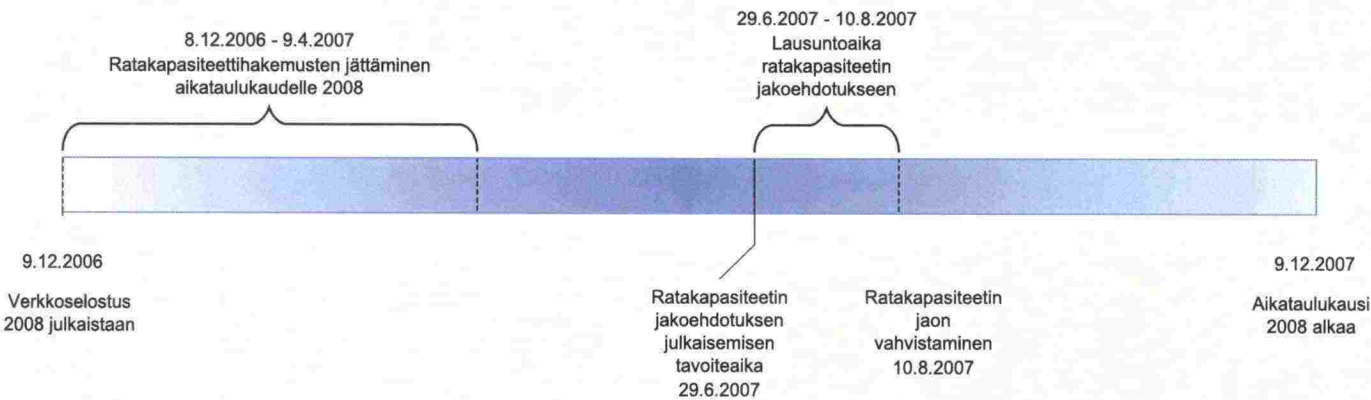 8.12.2006 - 9.4.2007
Ratakapasiteettihakemusten jättäminen
aikataulukaudelle 2008
29.6.2007 - 10.8.2007
Lausuntoaika
ratakapasiteetin
jakoehdotukseen
9.12.2006
Verkkoselostus
2008 julkaistaan
Ratakapasiteetin
jakoehdotuksen
julkaisemisen
tavoiteaika
29.6.2007
Ratakapasiteetin
jaon
vahvistaminen
10.8.2007
9.12.2007
Aikataulukausi
2008 alkaa